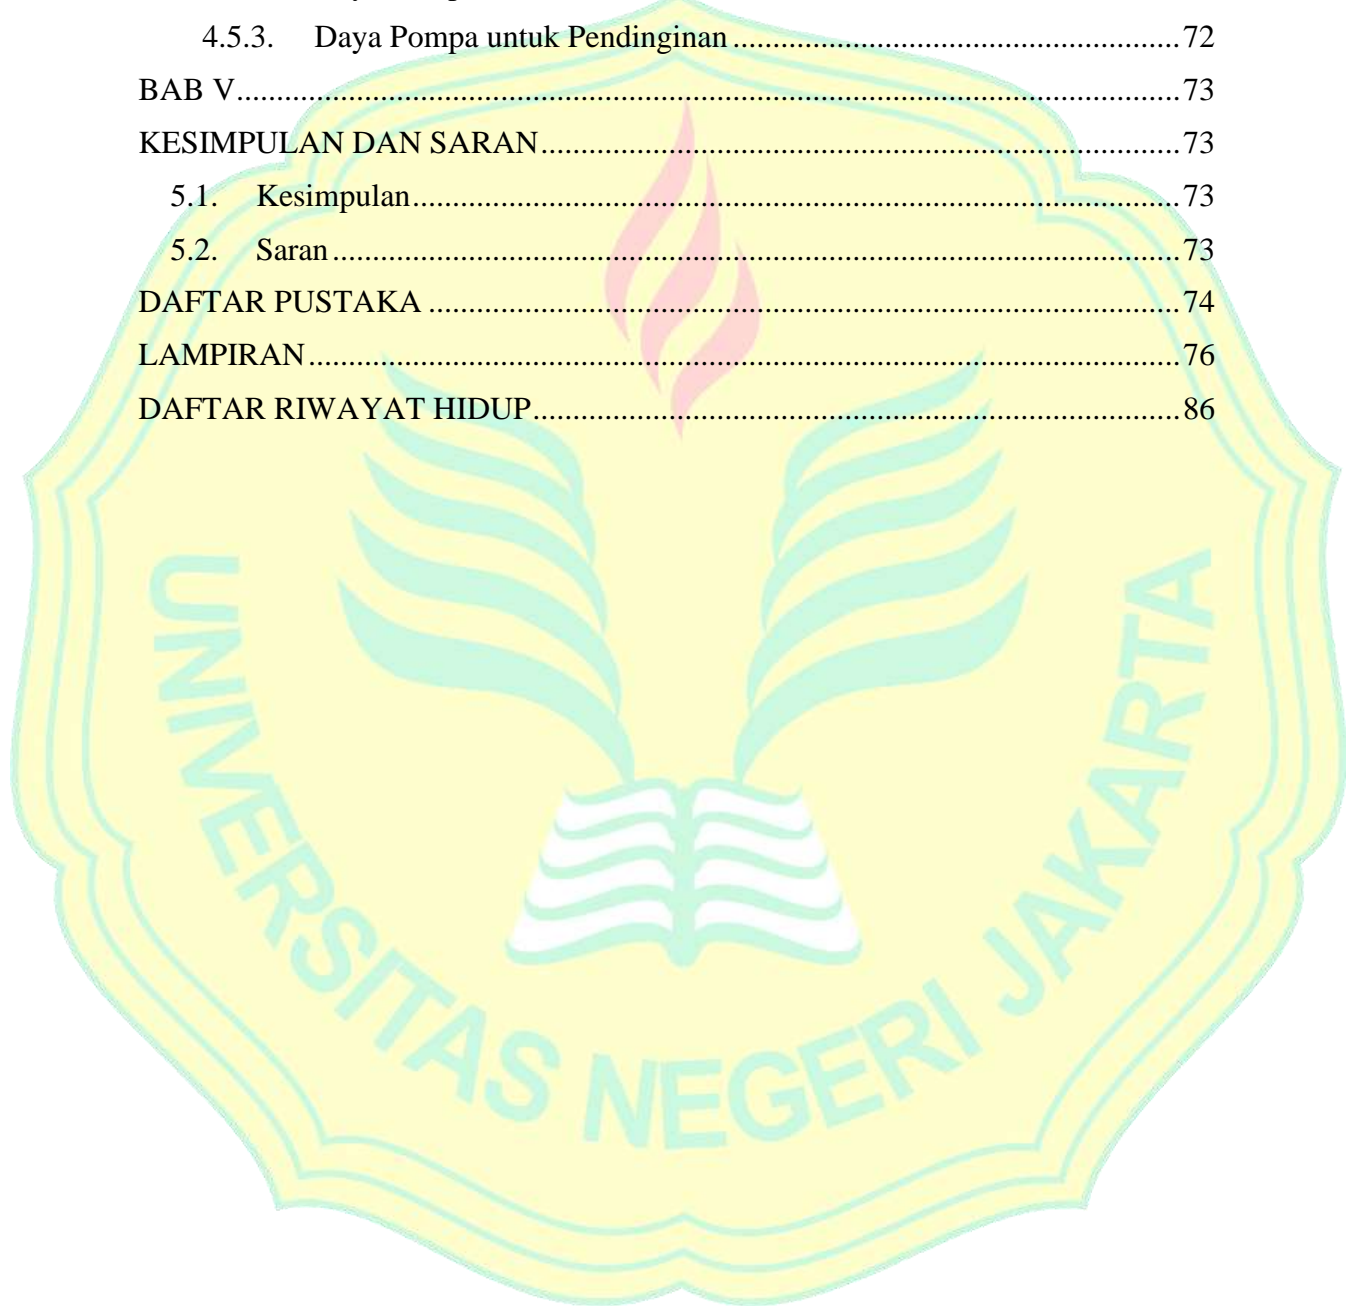 4.5.3. Daya Pompa untuk Pendinginan ........................................................ 72
BAB V ........................................................................................................................ 73
KESIMPULAN DAN SARAN ................................................................................ 73
5.1. Kesimpulan ................................................................................................ 73
5.2. Saran .......................................................................................................... 73
DAFTAR PUSTAKA .............................................................................................. 74
LAMPIRAN ............................................................................................................. 76
DAFTAR RIWAYAT HIDUP ................................................................................. 86
UNIVERSITAS NEGERI JAKARTA